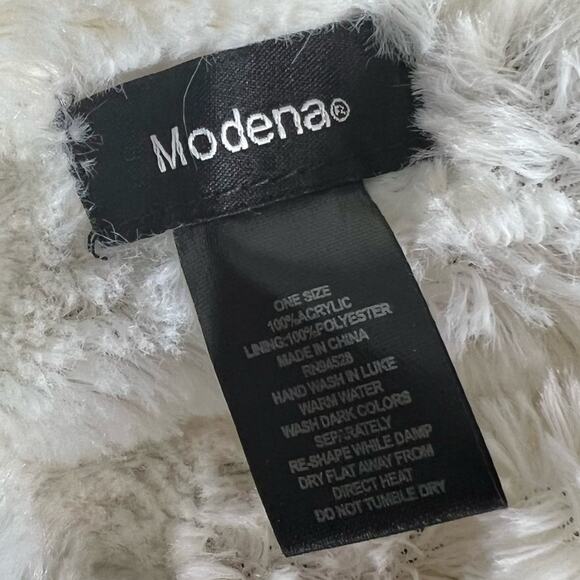 Modena®
ONE SIZE
100%ACRYLIC
LINING:100%POLYESTER
MADE IN CHINA
RN94528
HAND WASH IN LUKE
WARM WATER
WASH DARK COLORS
SEPARATELY
RE-SHAPE WHILE DAMP
DRY FLAT AWAY FROM
DIRECT HEAT
DO NOT TUMBLE DRY